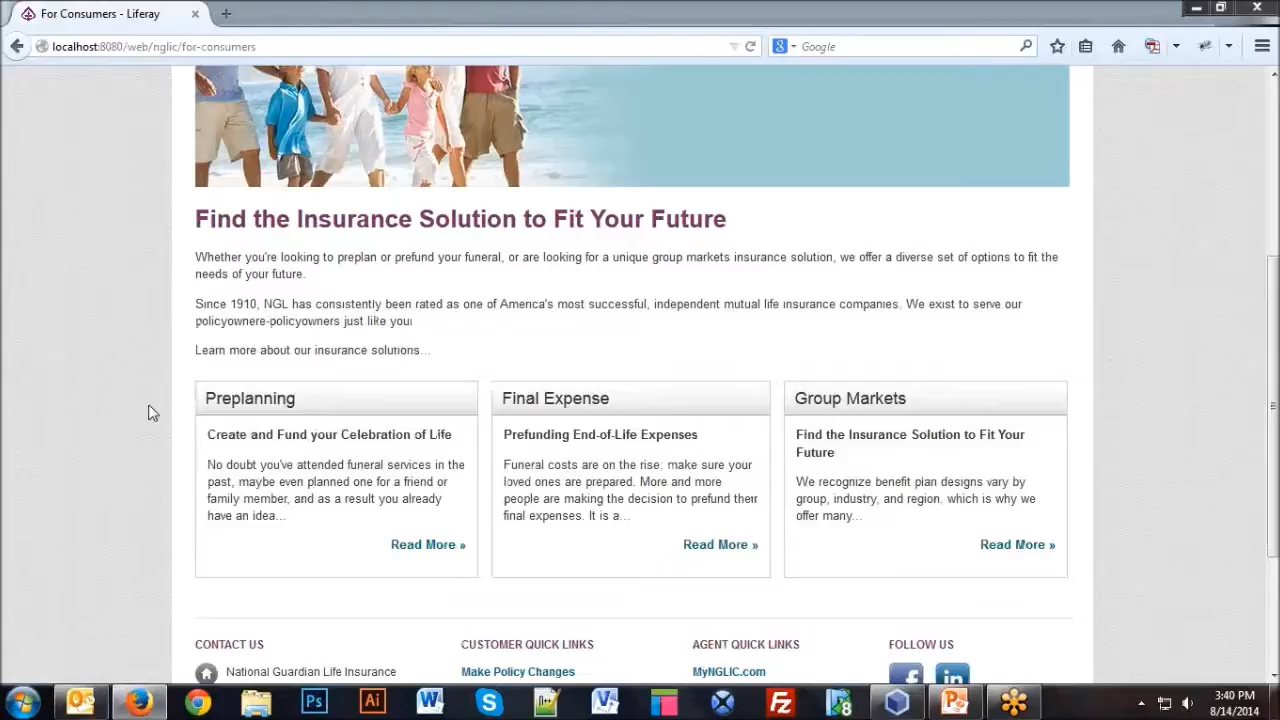 For Consumers - Liferay
localhost:8080/web/nglic/for-consumers
Google
Find the Insurance Solution to Fit Your Future
Whether you're looking to preplan or prefund your funeral, or are looking for a unique group markets insurance solution, we offer a diverse set of options to fit the
needs of your future.
Since 1910, NGL has consistently been rated as one of America's most successful, independent mutual life insurance companies. We exist to serve our
policyowners-policyowners just like you!
Learn more about our insurance solutions...
Preplanning
Create and Fund your Celebration of Life
No doubt you've attended funeral services in the
past, maybe even planned one for a friend or
family member, and as a result you already
have an idea...
Read More »
Final Expense
Prefunding End-of-Life Expenses
Funeral costs are on the rise; make sure your
loved ones are prepared. More and more
people are making the decision to prefund their
final expenses. It is a...
Read More »
Group Markets
Find the Insurance Solution to Fit Your
Future
We recognize benefit plan designs vary by
group, industry, and region, which is why we
offer many...
Read More »
CONTACT US
National Guardian Life Insurance
CUSTOMER QUICK LINKS
Make Policy Changes
AGENT QUICK LINKS
MyNGLIC.com
FOLLOW US
3:40 PM
8/14/2014